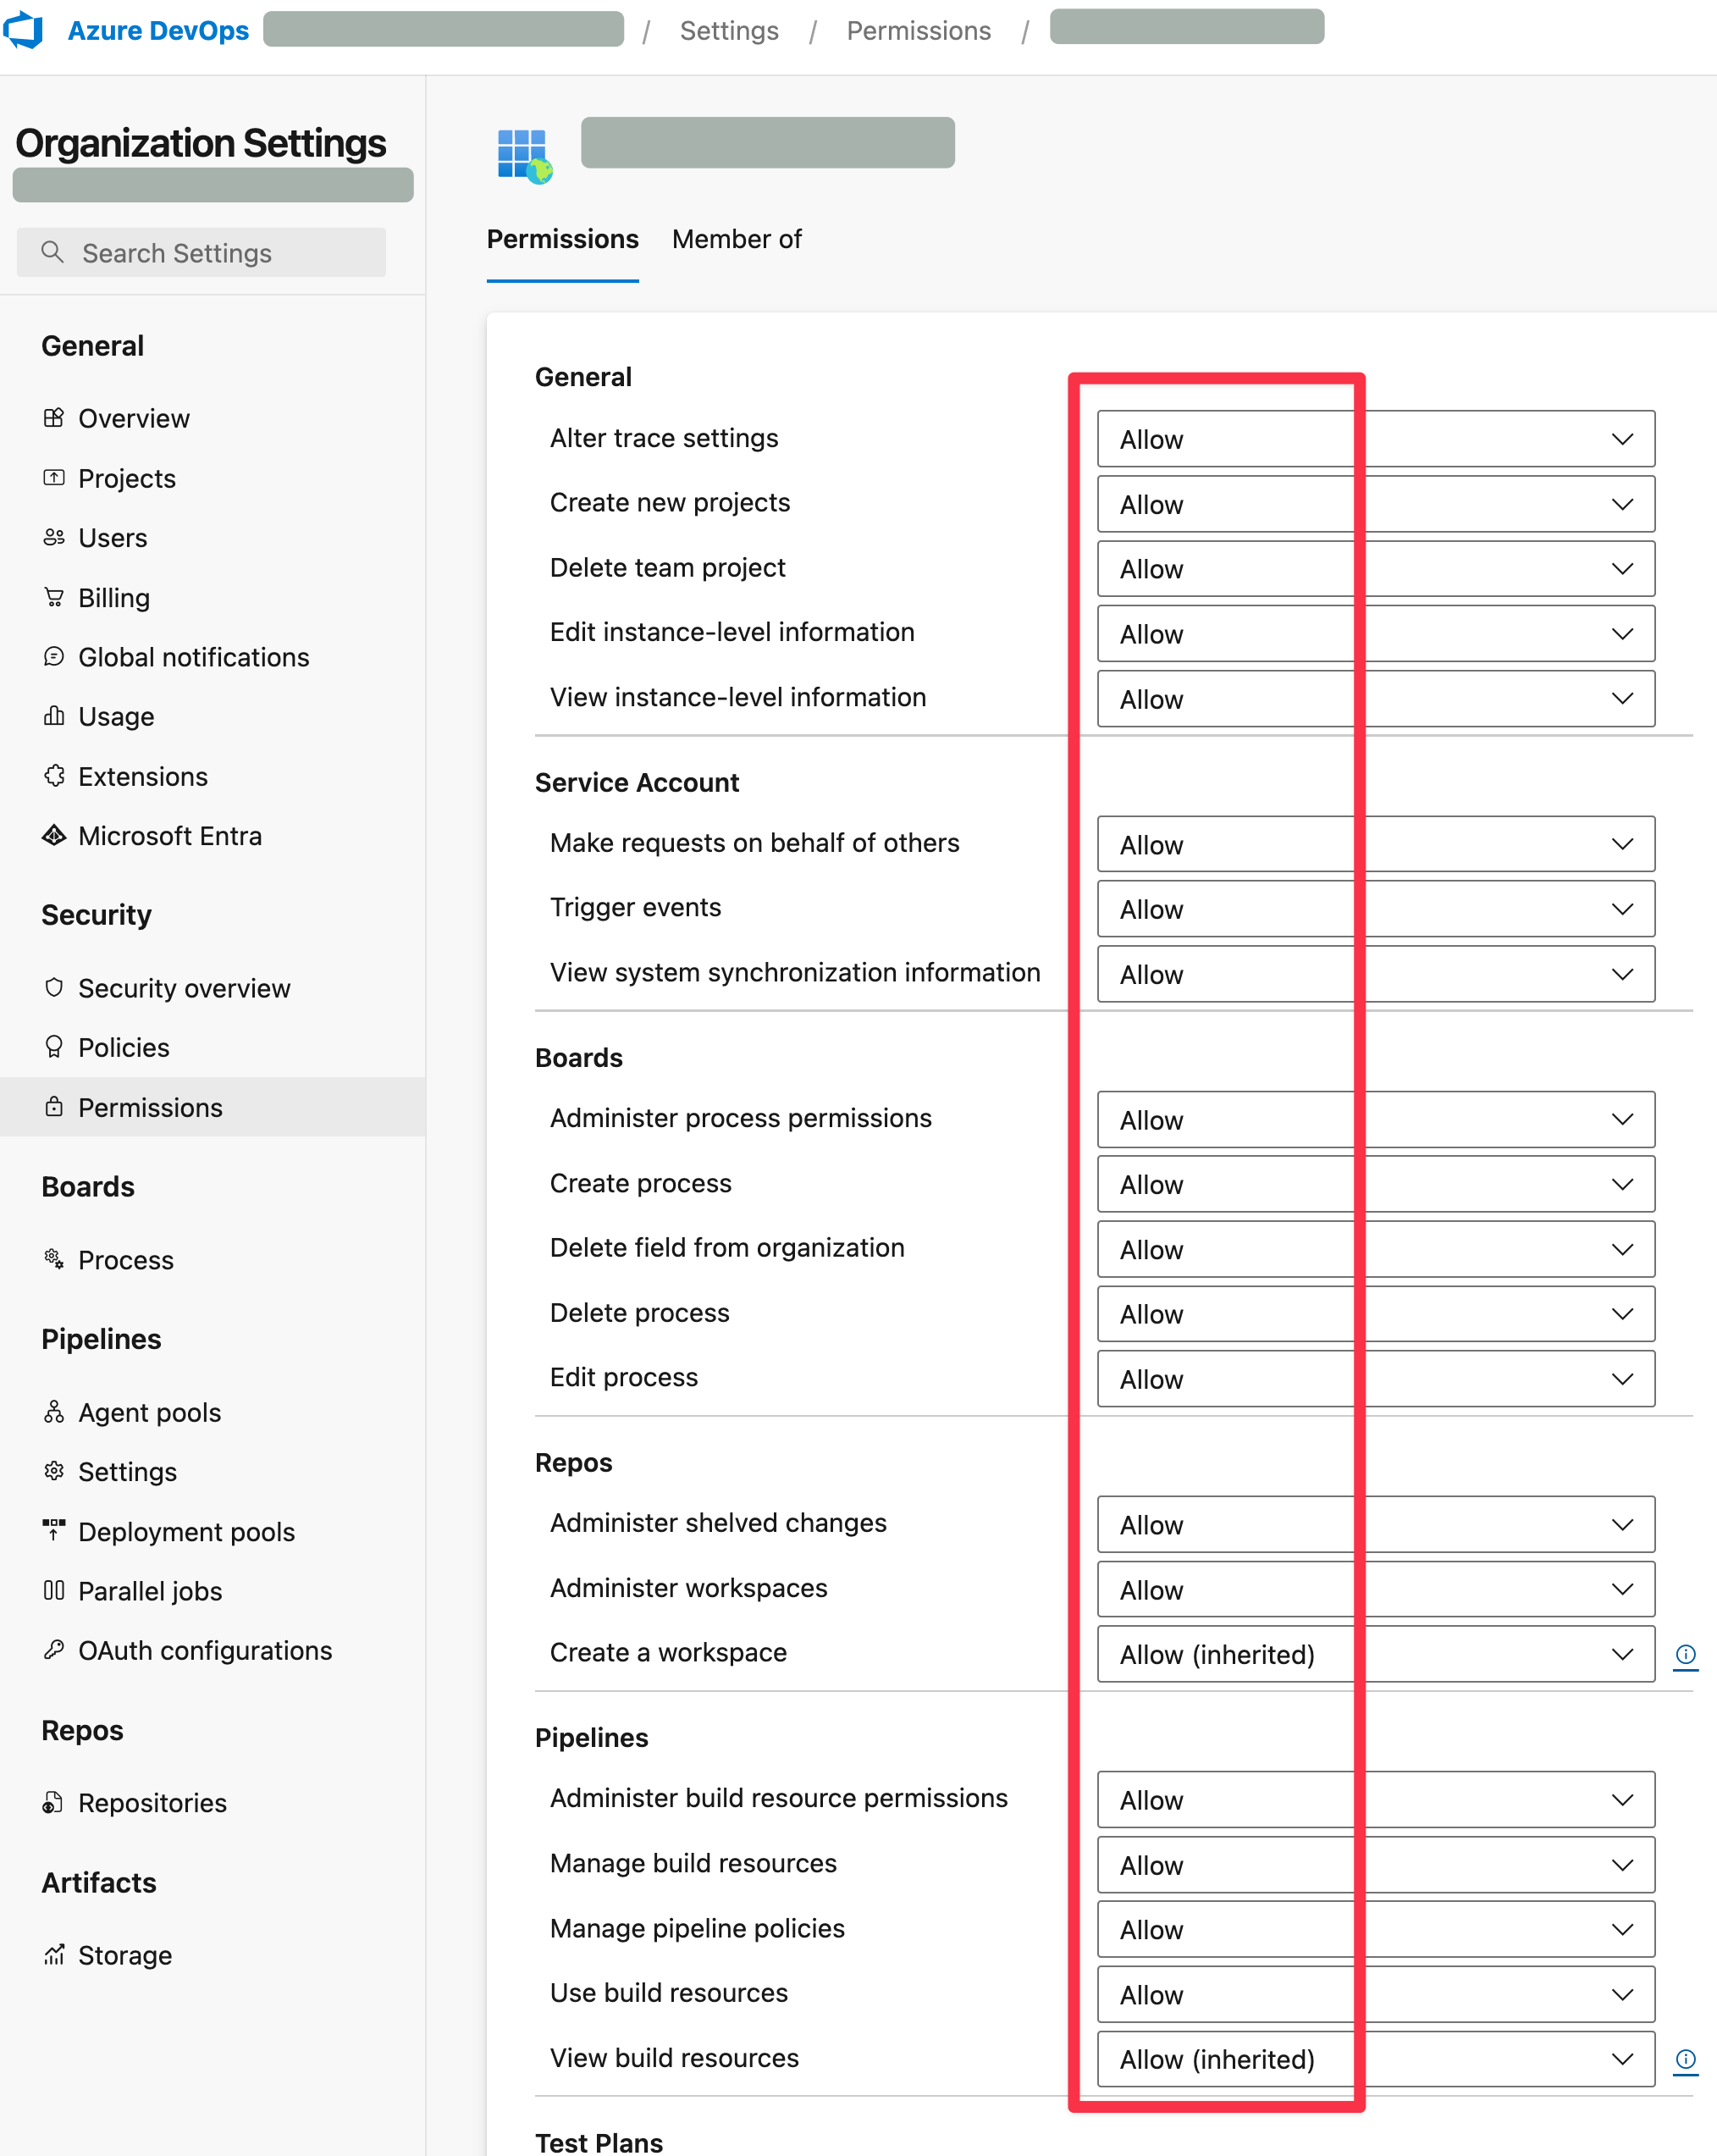 Azure DevOps / Settings / Permissions /
Organization Settings
Search Settings
General
Overview
Projects
Users
Billing
Global notifications
Usage
Extensions
Microsoft Entra
Security
Security overview
Policies
Permissions
Boards
Process
Pipelines
Agent pools
Settings
Deployment pools
Parallel jobs
OAuth configurations
Repos
Repositories
Artifacts
Storage
Permissions Member of
General
Alter trace settings Allow
Create new projects Allow
Delete team project Allow
Edit instance-level information Allow
View instance-level information Allow
Service Account
Make requests on behalf of others Allow
Trigger events Allow
View system synchronization information Allow
Boards
Administer process permissions Allow
Create process Allow
Delete field from organization Allow
Delete process Allow
Edit process Allow
Repos
Administer shelved changes Allow
Administer workspaces Allow
Create a workspace Allow (inherited)
Pipelines
Administer build resource permissions Allow
Manage build resources Allow
Manage pipeline policies Allow
Use build resources Allow
View build resources Allow (inherited)
Test Plans